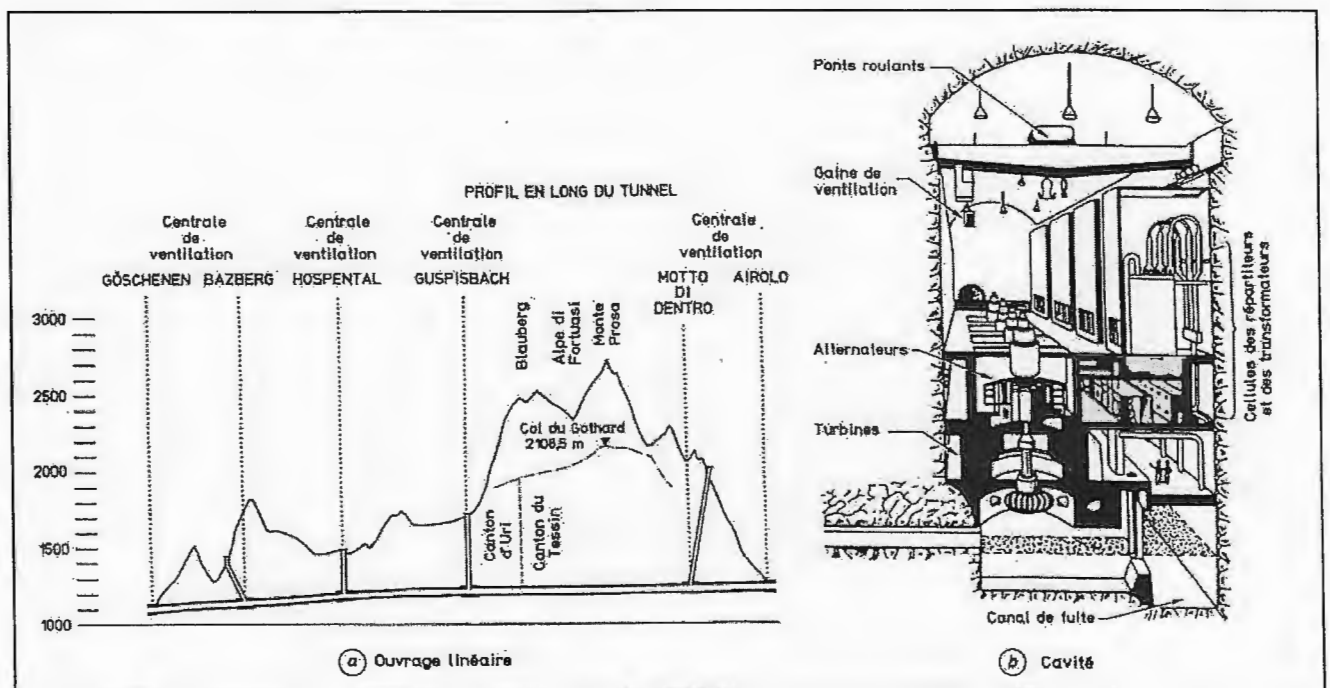 PROFIL EN LONG DU TUNNEL
Centrale
de
ventilation
Centrale
de
ventilation
Centrale
de
ventilation
Centrale
de
ventilation
GÖSCHENEN
BÄZBERG
HOSPENTAL
GUSPISBACH
MOTTO
DI
DENTRO
AIROLO
3000
2500
2000
1500
1000
Blauberg
Alpe di
Fortuasi
Monte
Prosa
Col du Gothard
2108,5 m
Canton
d'Uri
Canton du
Tessin
a Ouvrage linéaire
Ponts roulants
Gaine de
ventilation
Alternateurs
Turbines
Cellules des répartiteurs
et des transformateurs
Canal de fuite
b Cavité